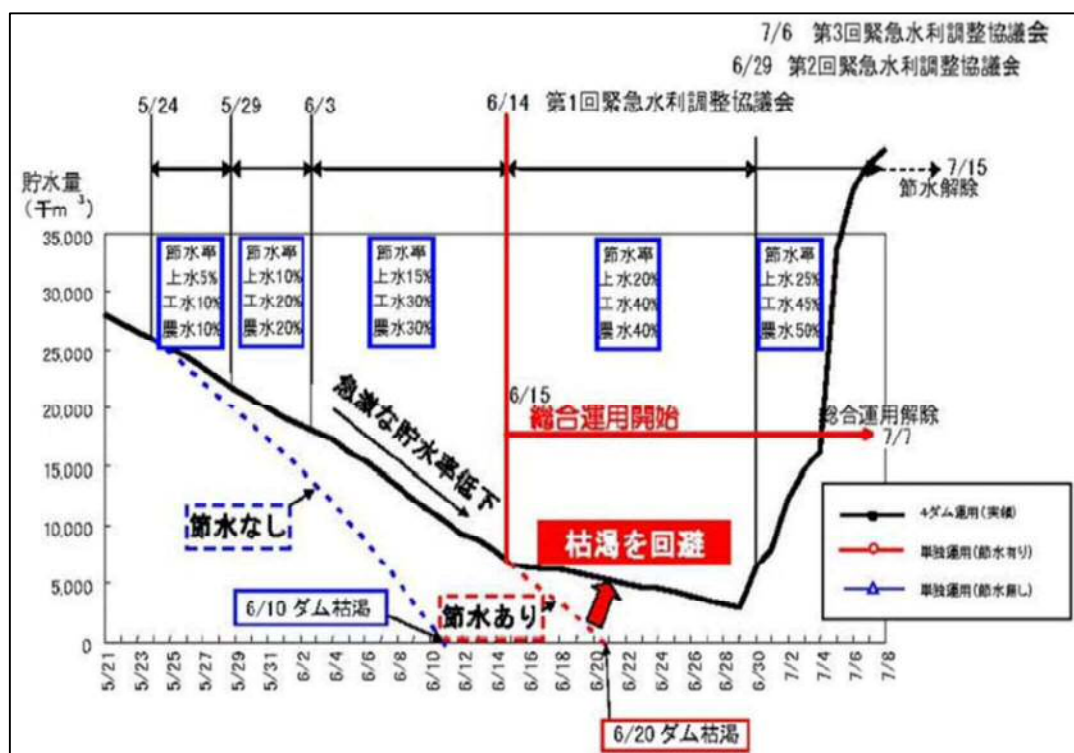 7/6 第3回緊急水利調整協議会
6/29 第2回緊急水利調整協議会
5/24
5/29
6/3
6/14 第1回緊急水利調整協議会
7/15
節水解除
貯水量
(千m³)
35,000
30,000
25,000
20,000
15,000
10,000
5,000
0
節水率
上水5%
工水10%
農水10%
節水率
上水10%
工水20%
農水20%
節水率
上水15%
工水30%
農水30%
節水率
上水20%
工水40%
農水40%
節水率
上水25%
工水45%
農水50%
6/15
総合運用開始
総合運用解除
7/7
急激な貯水率低下
節水なし
枯渇を回避
節水あり
6/10 ダム枯渇
6/20 ダム枯渇
4ダム運用(実績)
単独運用(節水有り)
単独運用(節水無し)
5/21
5/23
5/25
5/27
5/29
5/31
6/2
6/4
6/6
6/8
6/10
6/12
6/14
6/16
6/18
6/20
6/22
6/24
6/26
6/28
6/30
7/2
7/4
7/6
7/8